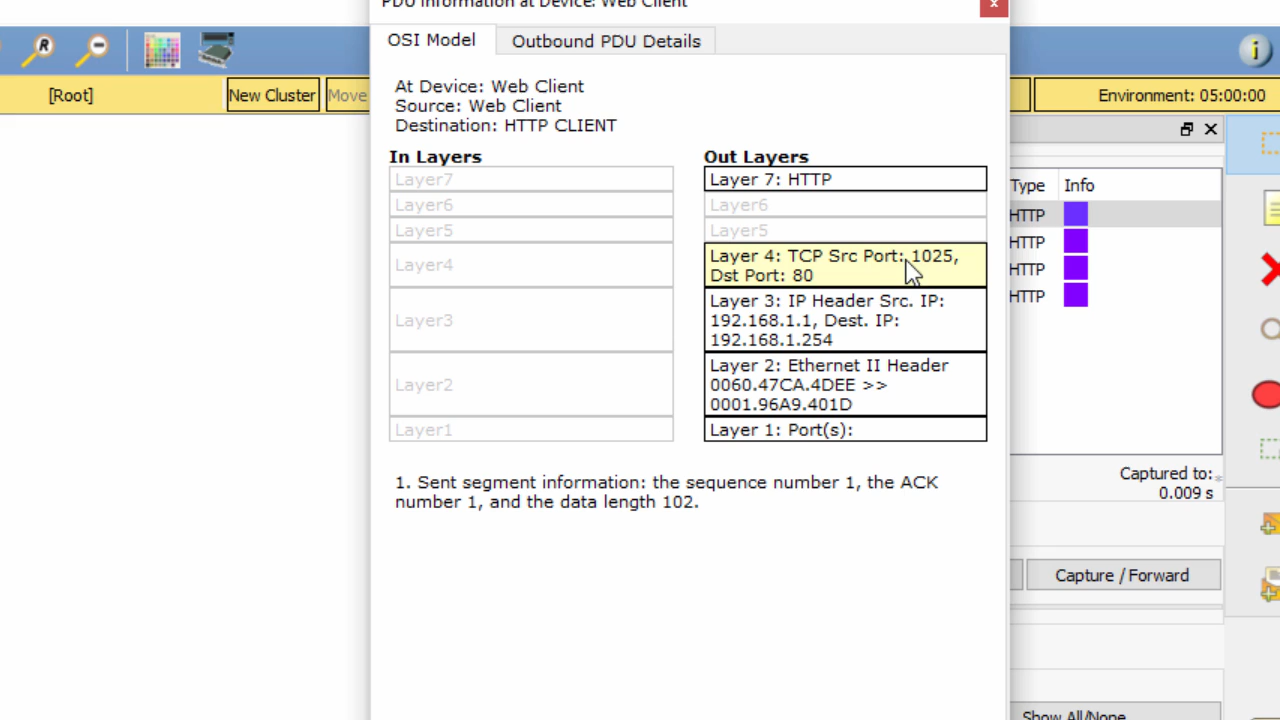 PDU Information at Device: Web Client
x
OSI Model
Outbound PDU Details
R
i
[Root]
New Cluster
Move
Environment: 05:00:00
At Device: Web Client
Source: Web Client
Destination: HTTP CLIENT
In Layers
Layer7
Layer6
Layer5
Layer4
Layer3
Layer2
Layer1
Out Layers
Layer 7: HTTP
Layer6
Layer5
Layer 4: TCP Src Port: 1025,
Dst Port: 80
Layer 3: IP Header Src. IP:
192.168.1.1, Dest. IP:
192.168.1.254
Layer 2: Ethernet II Header
0060.47CA.4DEE >>
0001.96A9.401D
Layer 1: Port(s):
1. Sent segment information: the sequence number 1, the ACK
number 1, and the data length 102.
Type
Info
HTTP
HTTP
HTTP
HTTP
Captured to:
0.009 s
*
Capture / Forward
Show All/None